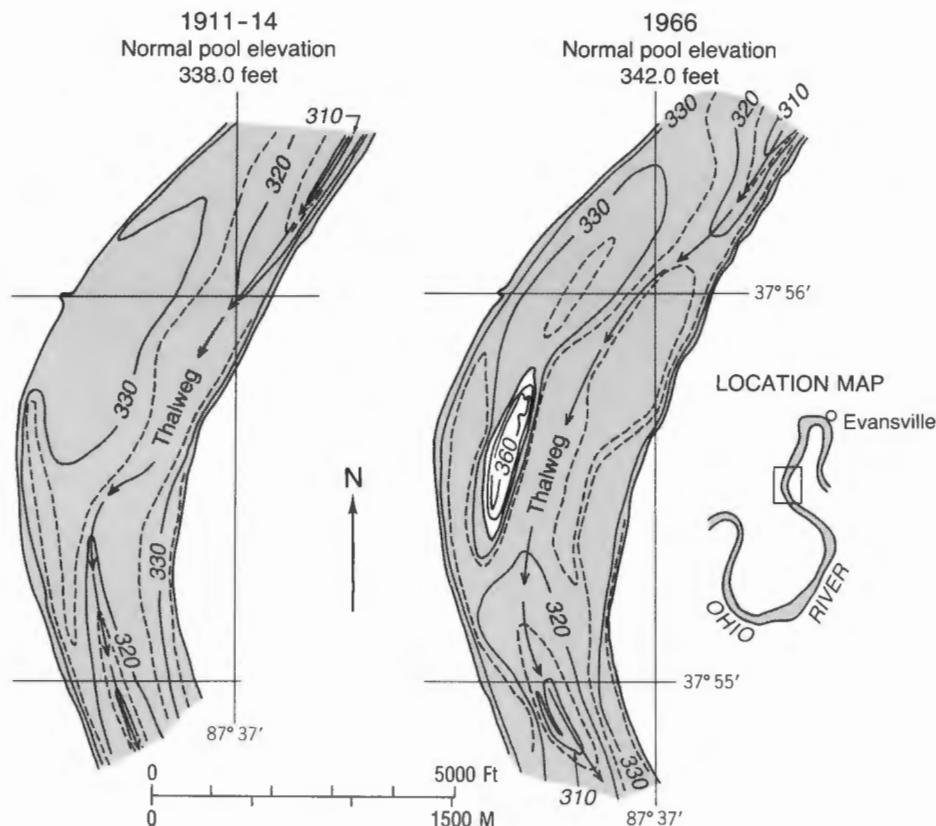 1911-14
Normal pool elevation
338.0 feet
310
320
330
Thalweg
330
320
N
87° 37'
0
5000 Ft
0
1500 M
1966
Normal pool elevation
342.0 feet
330
320
310
330
37° 56'
360
Thalweg
320
37° 55'
330
310
87° 37'
LOCATION MAP
Evansville
OHIO
RIVER